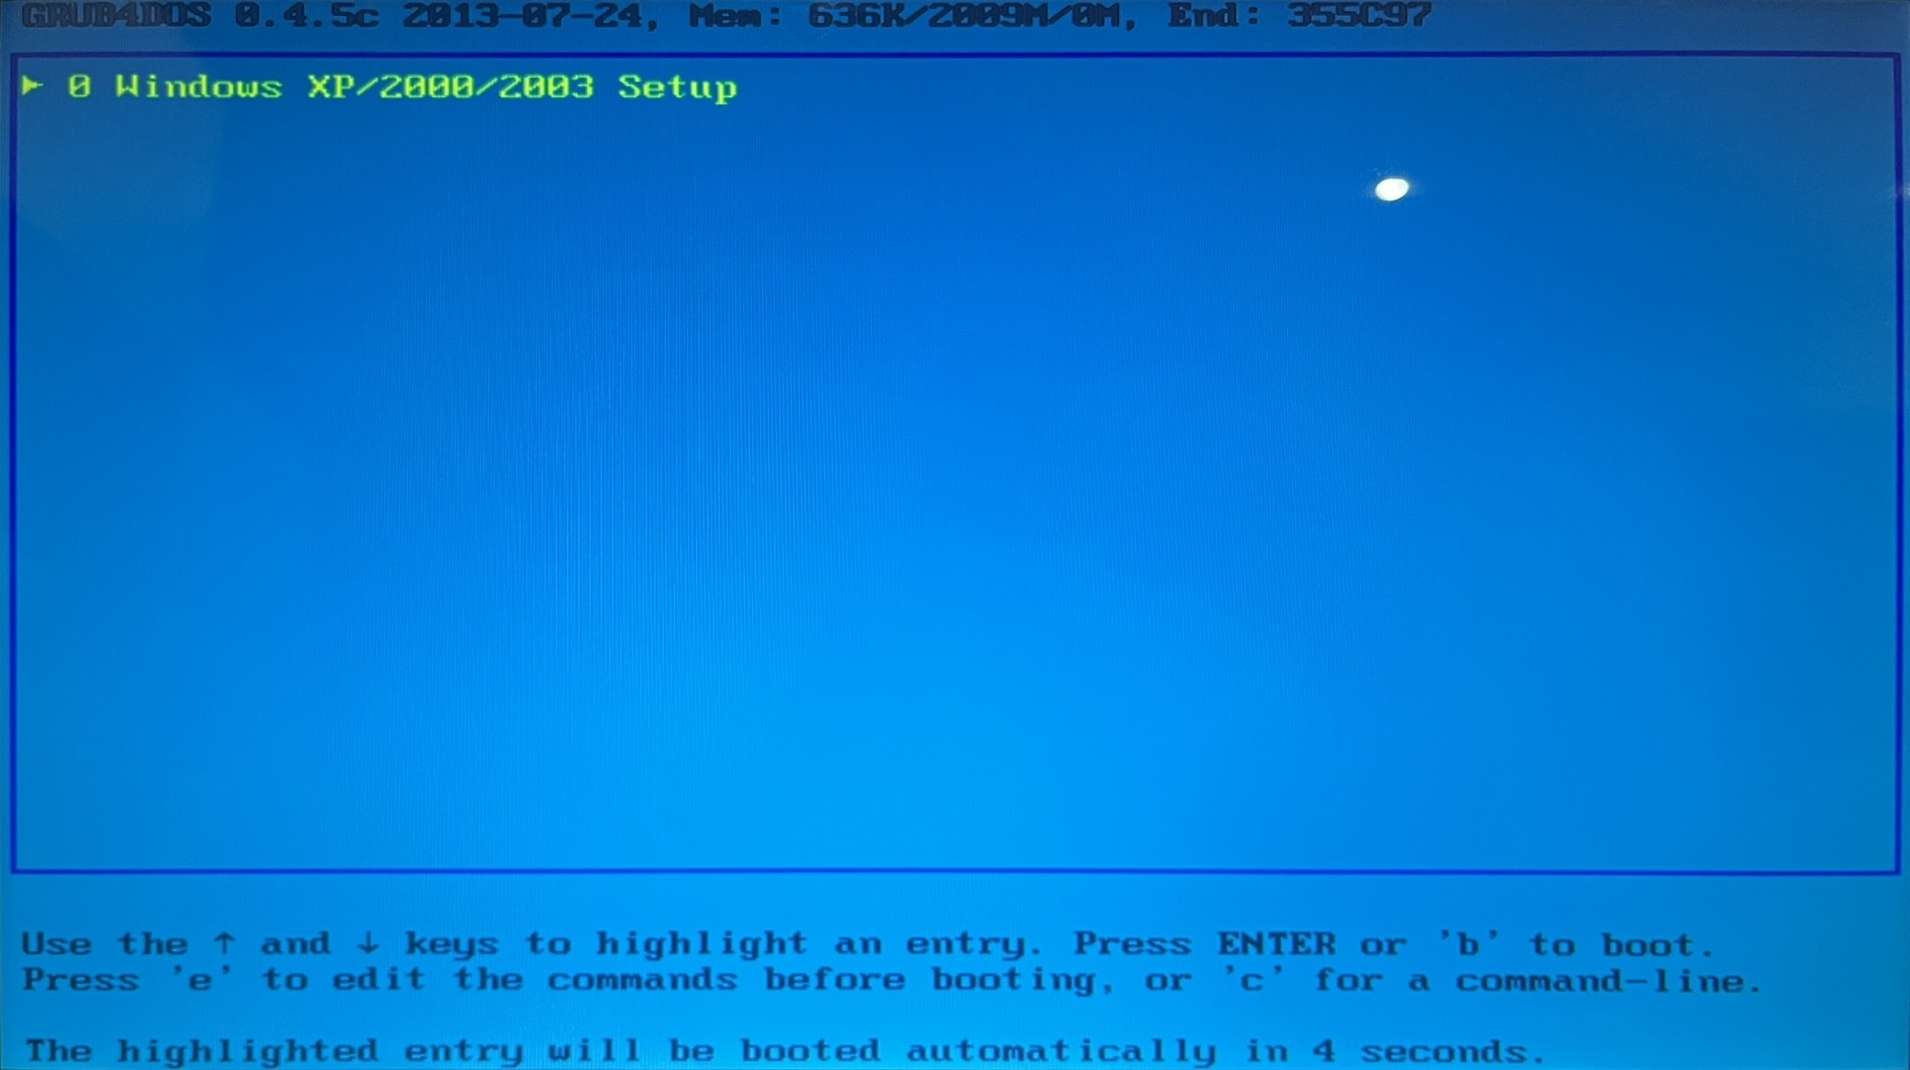 GRUB4DOS 0.4.5c 2013-07-24, Mem: 636K/2009M/0M, End: 355C97
► 0 Windows XP/2000/2003 Setup
Use the ↑ and ↓ keys to highlight an entry. Press ENTER or 'b' to boot.
Press 'e' to edit the commands before booting, or 'c' for a command-line.
The highlighted entry will be booted automatically in 4 seconds.